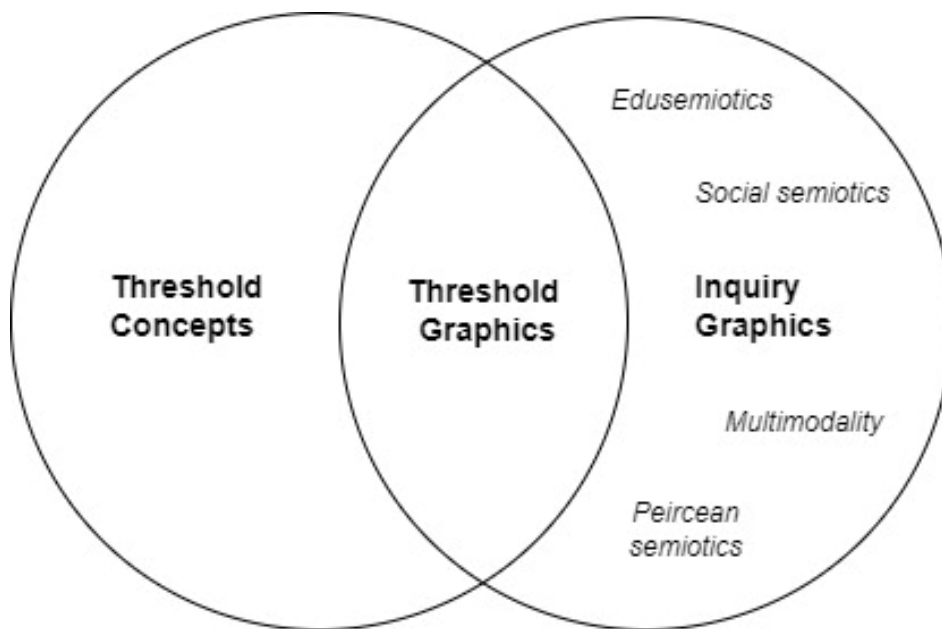 Edusemiotics
Social semiotics
Threshold
Concepts
Threshold
Graphics
Inquiry
Graphics
Multimodality
Peircean
semiotics